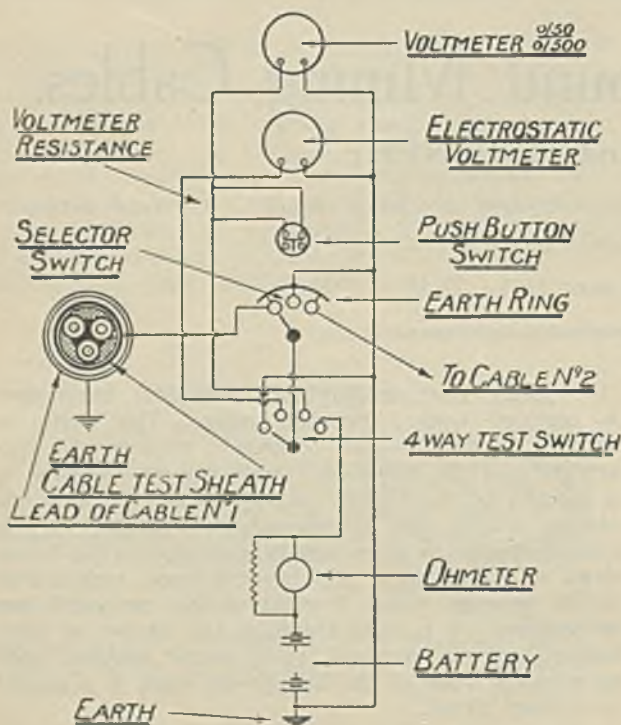 VOLTMETER 0/50 0/500
VOLTMETER
RESISTANCE
ELECTROSTATIC
VOLTMETER
SELECTOR
SWITCH
PUSH BUTTON
SWITCH
EARTH RING
TO CABLE Nº2
4 WAY TEST SWITCH
EARTH
CABLE TEST SHEATH
LEAD OF CABLE Nº1
OHMETER
BATTERY
EARTH